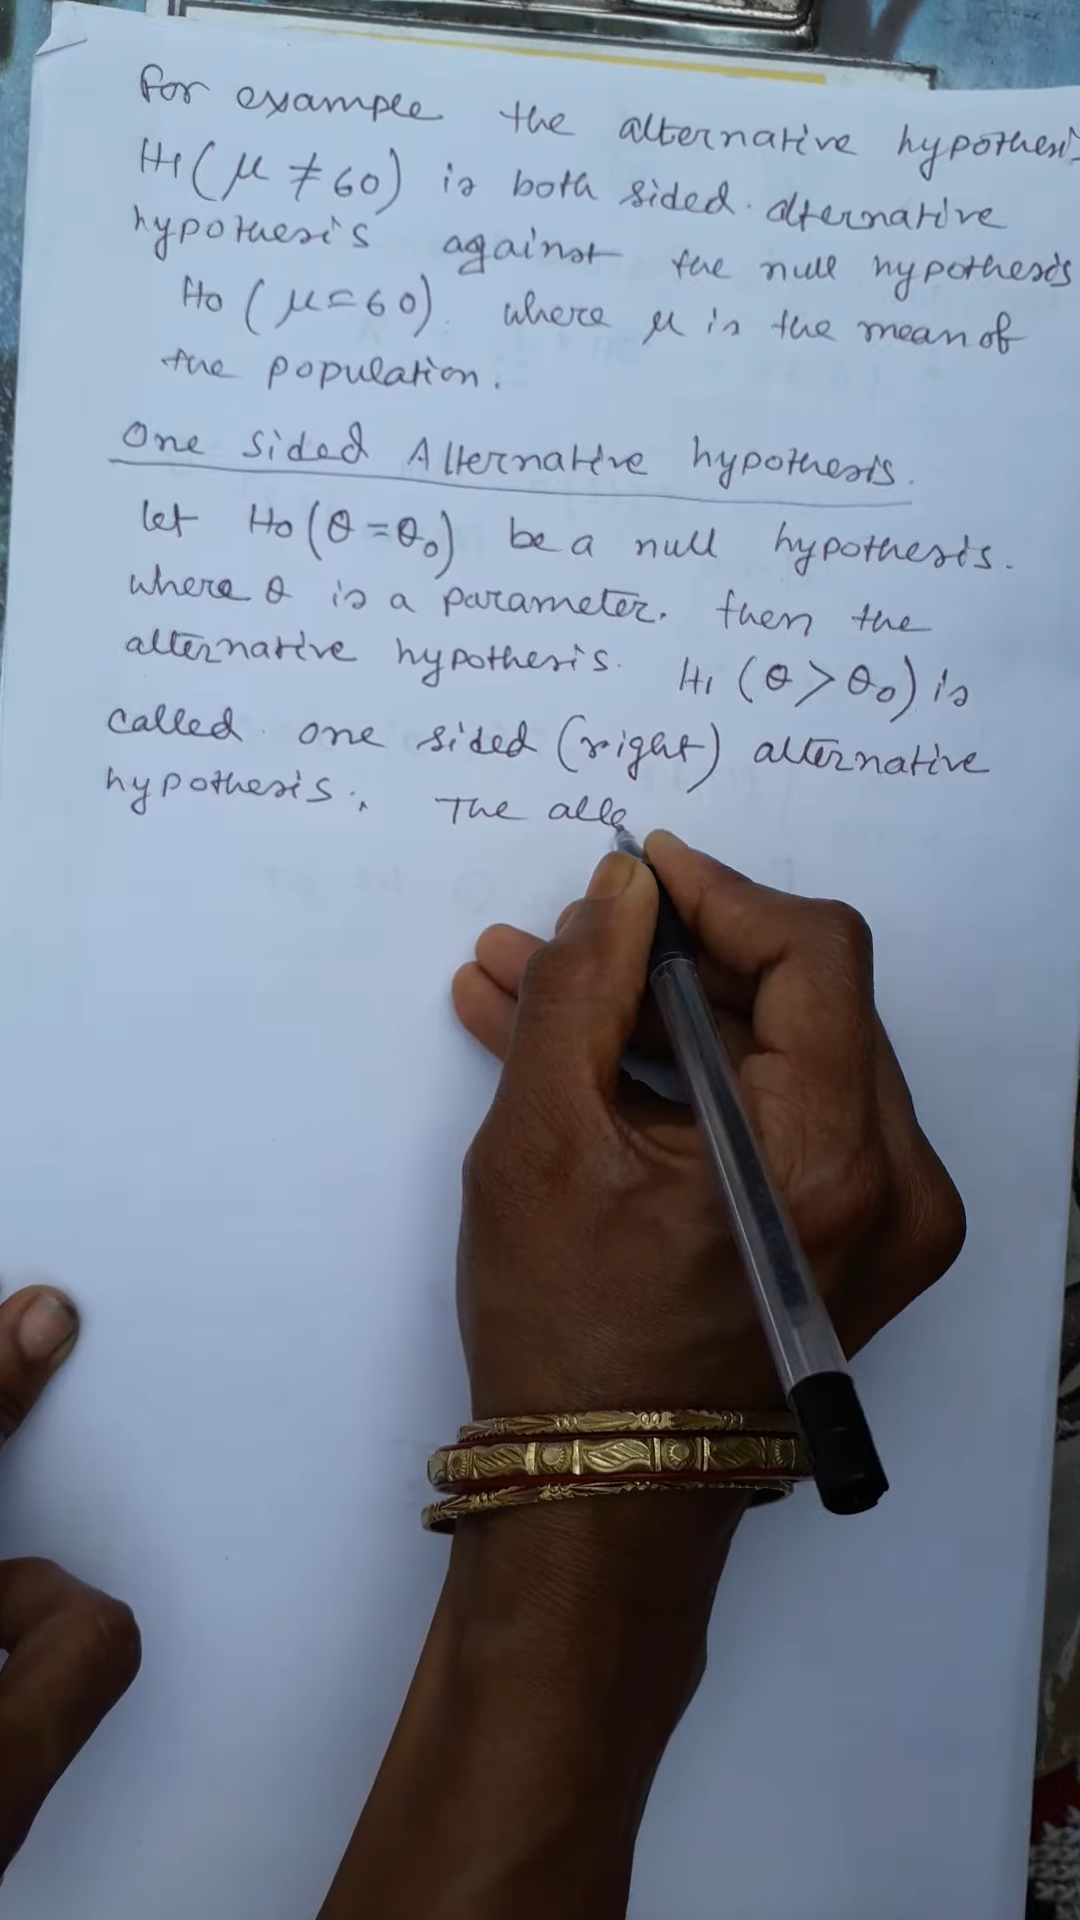 For example the alternative hypothesis
H1 (μ ≠ 60) is both sided. alternative
hypothesis against the null hypothesis
H0 (μ = 60). where μ is the mean of
the population.
One Sided Alternative hypothesis.
let H0 (θ = θ0) be a null hypothesis.
where θ is a parameter. then the
alternative hypothesis. H1 (θ > θ0) is
called one sided (right) alternative
hypothesis. The alle